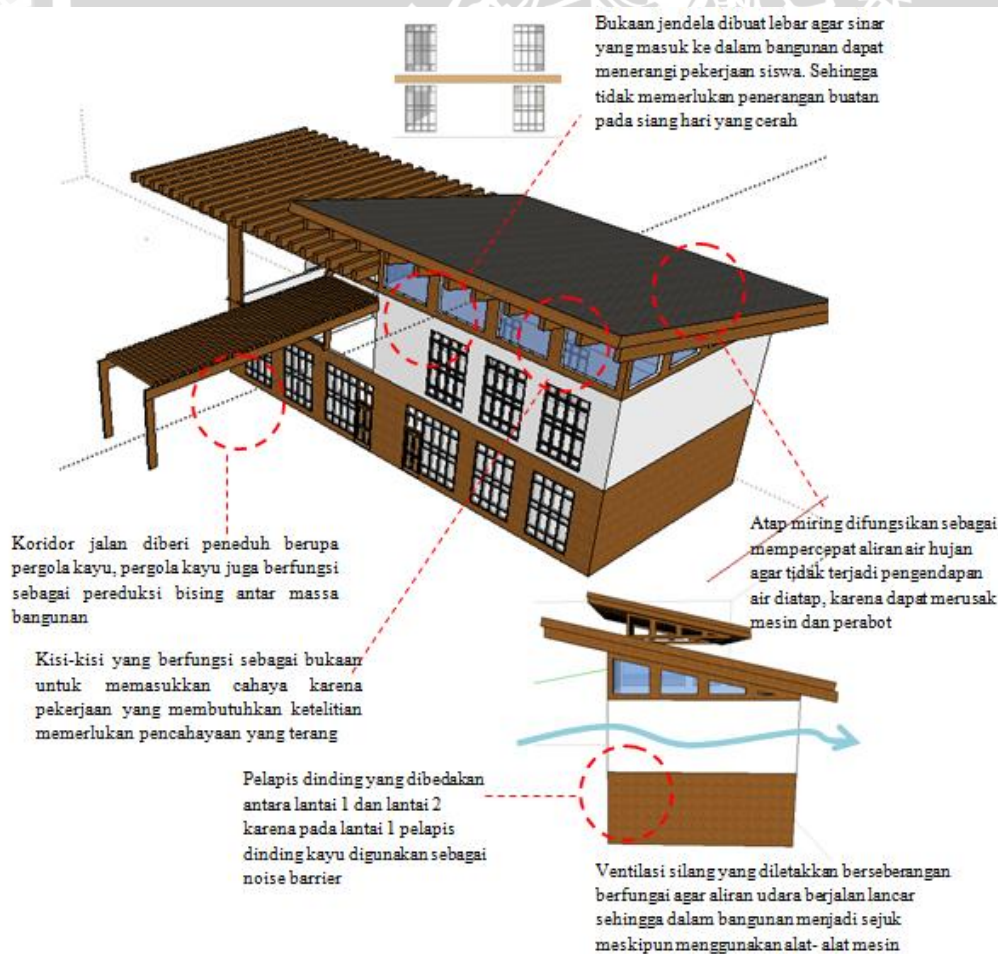 Bukaan jendela dibuat lebar agar sinar
yang masuk ke dalam bangunan dapat
menerangi pekerjaan siswa. Sehingga
tidak memerlukan penerangan buatan
pada siang hari yang cerah
Koridor jalan diberi peneduh berupa
pergola kayu, pergola kayu juga berfungsi
sebagai pereduksi bising antar massa
bangunan
Atap miring difungsikan sebagai
mempercepat aliran air hujan
agar tidak terjadi pengendapan
air diatap, karena dapat merusak
mesin dan perabot
Kisi-kisi yang berfungsi sebagai bukaan
untuk memasukkan cahaya karena
pekerjaan yang membutuhkan ketelitian
memerlukan pencahayaan yang terang
Pelapis dinding yang dibedakan
antara lantai 1 dan lantai 2
karena pada lantai 1 pelapis
dinding kayu digunakan sebagai
noise barrier
Ventilasi silang yang diletakkan berseberangan
berfungai agar aliran udara berjalan lancar
sehingga dalam bangunan menjadi sejuk
meskipun menggunakan alat- alat mesin